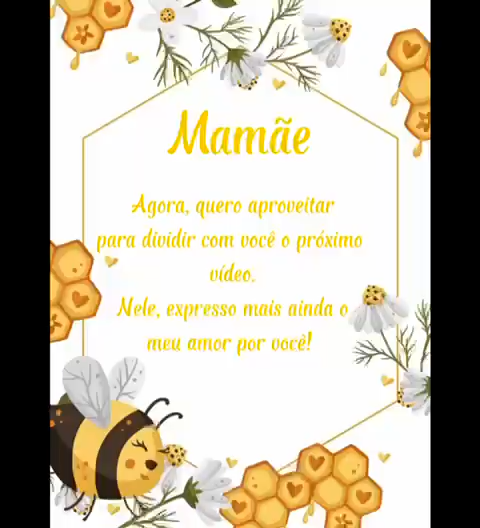 Mamãe
Agora, quero aproveitar
para dividir com você o próximo
vídeo.
Nele, expresso mais ainda o
meu amor por você!